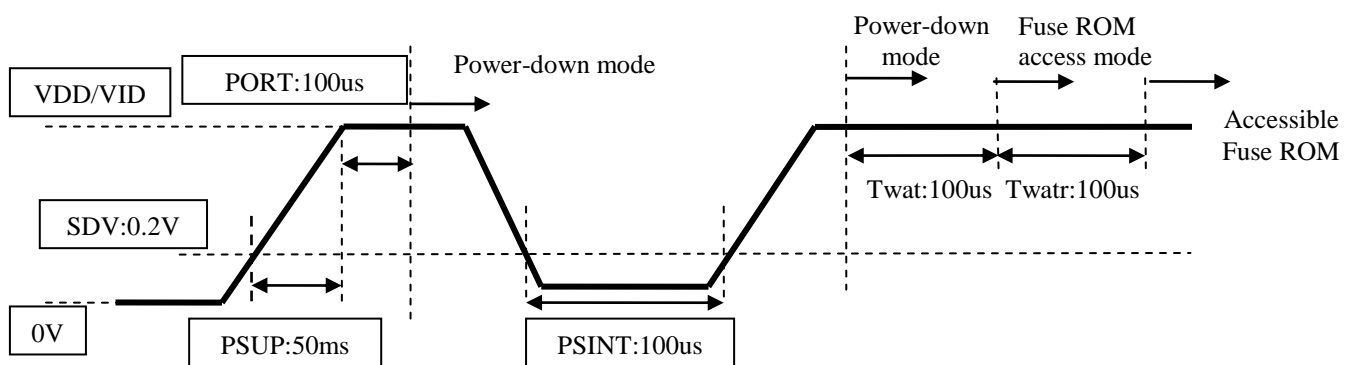 Power-down
mode
Fuse ROM
access mode
Power-down mode
PORT:100us
VDD/VID
Accessible
Fuse ROM
Twat:100us
Twatr:100us
SDV:0.2V
0V
PSUP:50ms
PSINT:100us